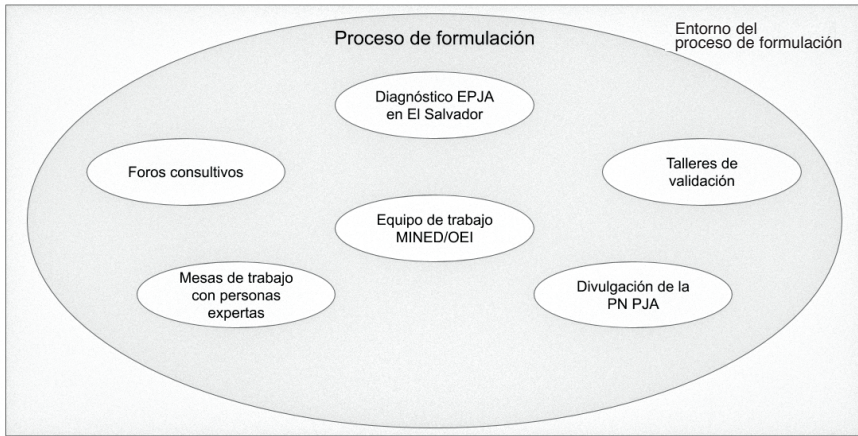 Entorno del
proceso de formulación
Proceso de formulación
Diagnóstico EPJA
en El Salvador
Foros consultivos
Talleres de
validación
Equipo de trabajo
MINED/OEI
Mesas de trabajo
con personas
expertas
Divulgación de la
PN PJA